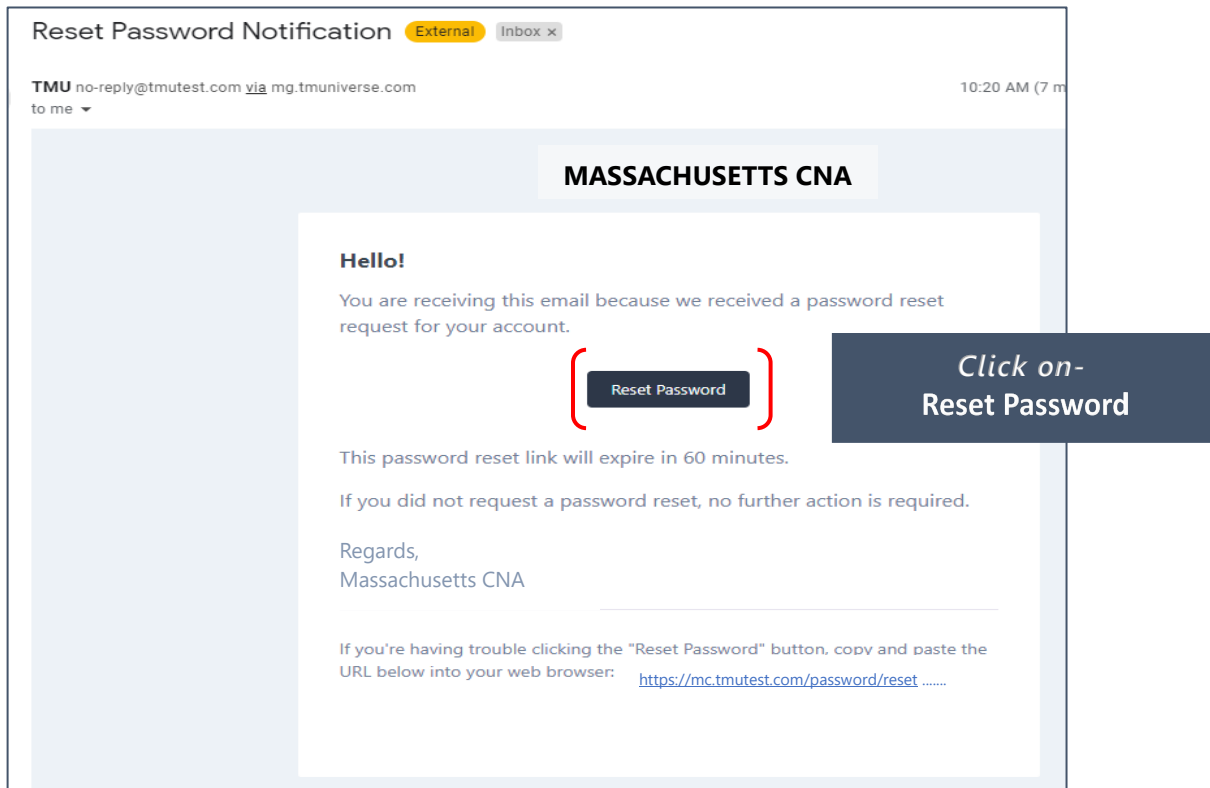 Reset Password Notification External Inbox x
TMU no-reply@tmutest.com via mg.tmuniverse.com 10:20 AM (7 m
to me
MASSACHUSETTS CNA
Hello!
You are receiving this email because we received a password reset
request for your account.
Click on-
Reset Password
Reset Password
This password reset link will expire in 60 minutes.
If you did not request a password reset, no further action is required.
Regards,
Massachusetts CNA
If you're having trouble clicking the "Reset Password" button, copy and paste the
URL below into your web browser: https://mc.tmutest.com/password/reset .......